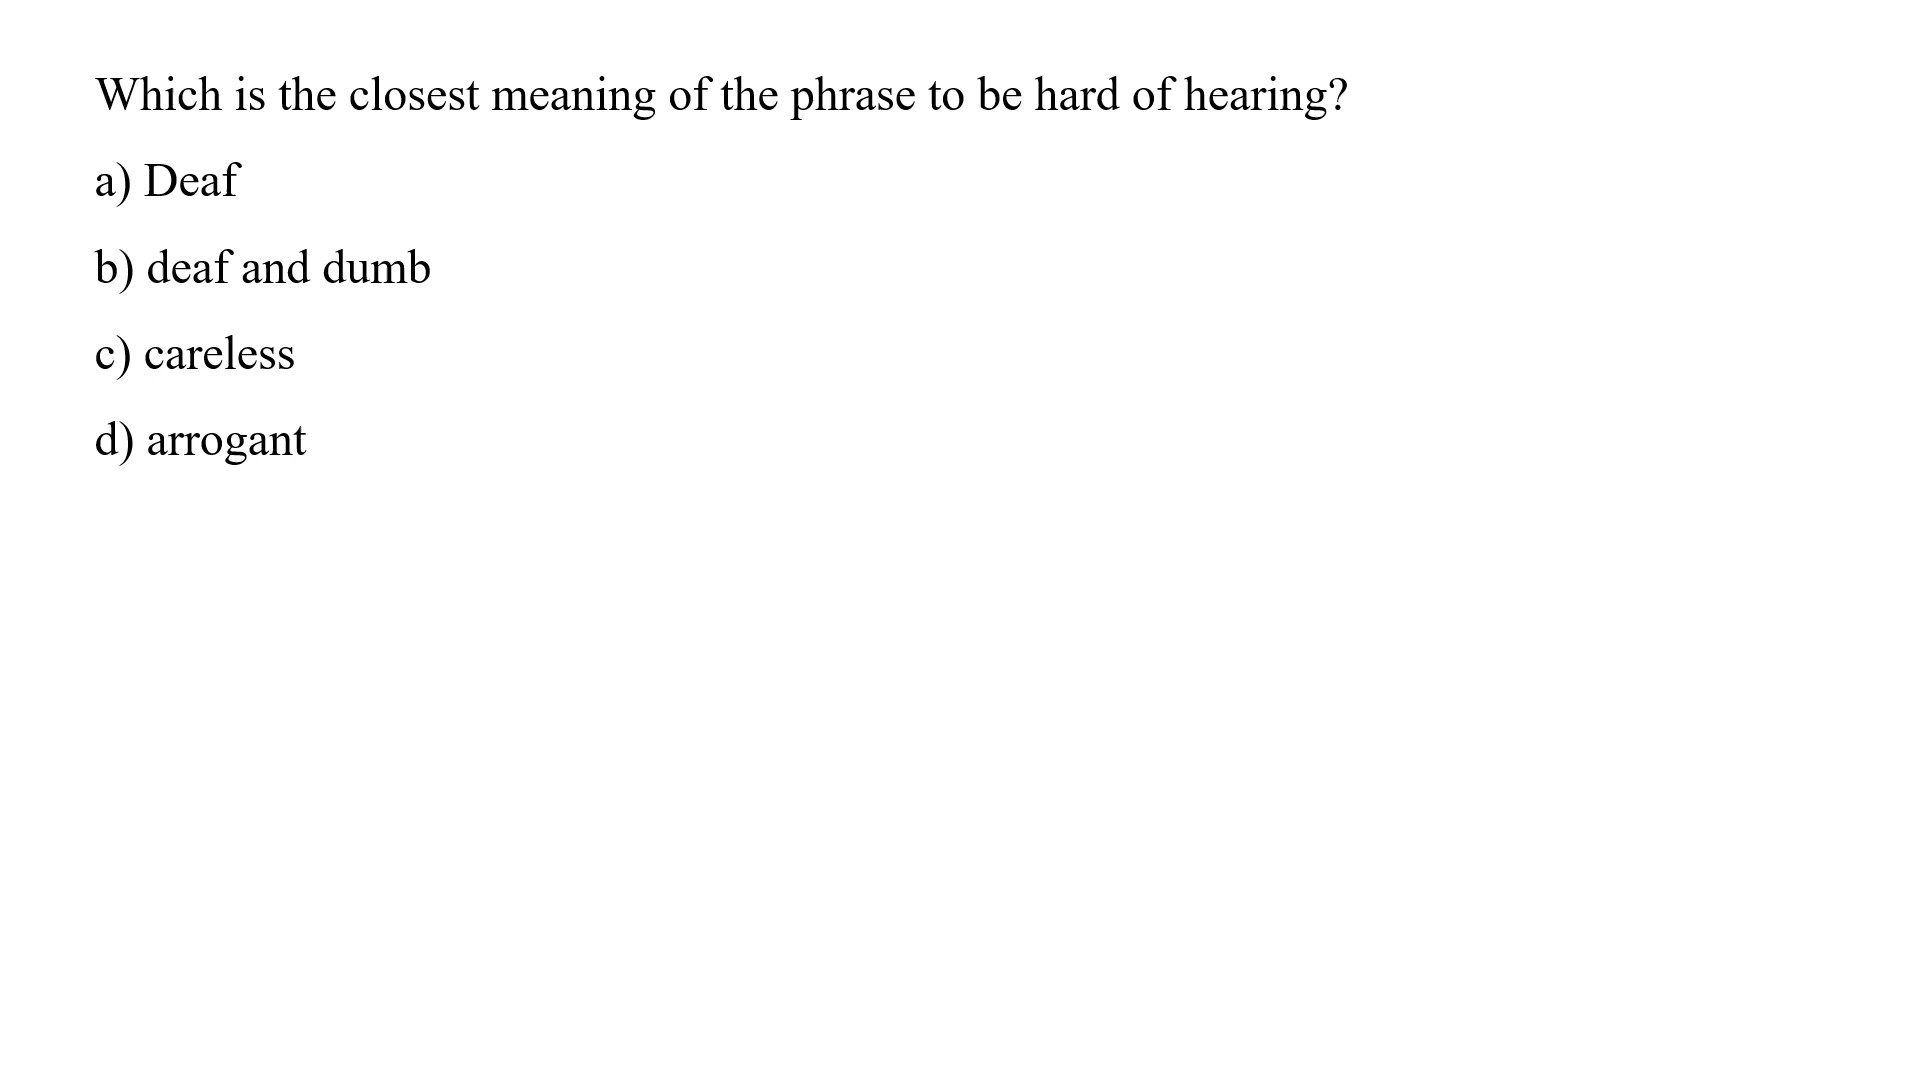 Which is the closest meaning of the phrase to be hard of hearing?
a) Deaf
b) deaf and dumb
c) careless
d) arrogant